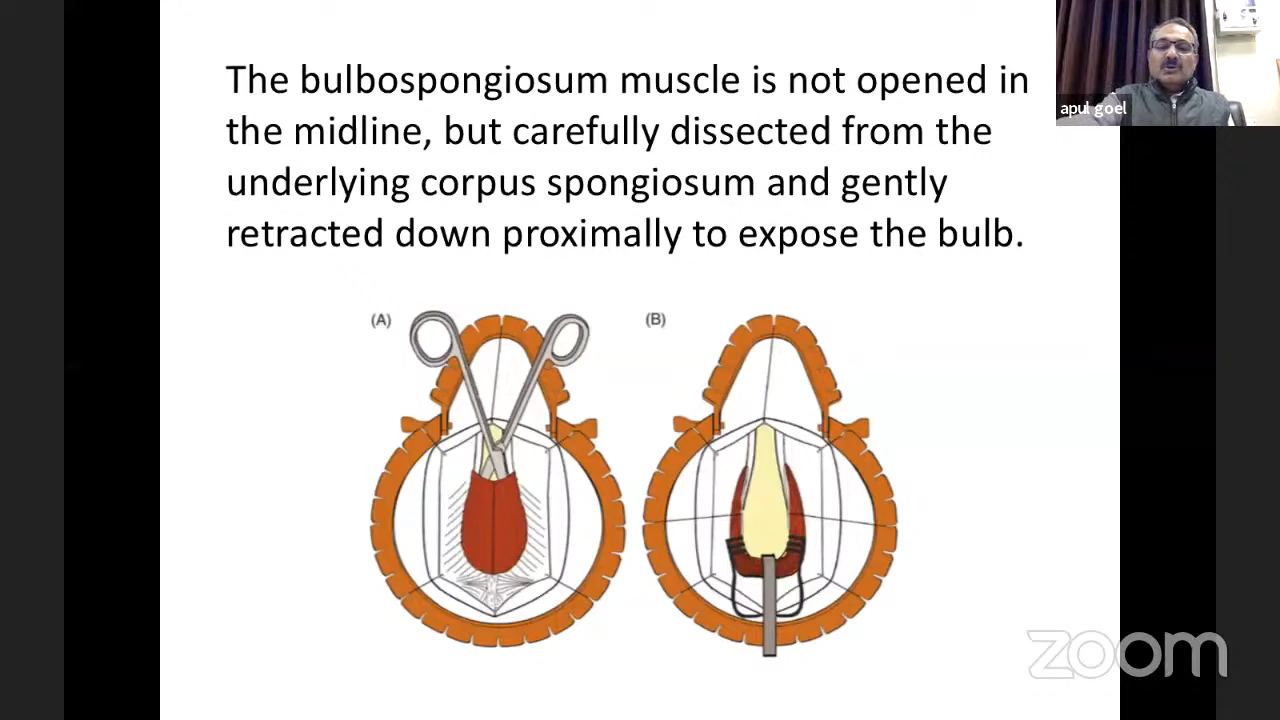 The bulbospongiosum muscle is not opened in
the midline, but carefully dissected from the
underlying corpus spongiosum and gently
retracted down proximally to expose the bulb.
apul goel
(A)
(B)
zoom